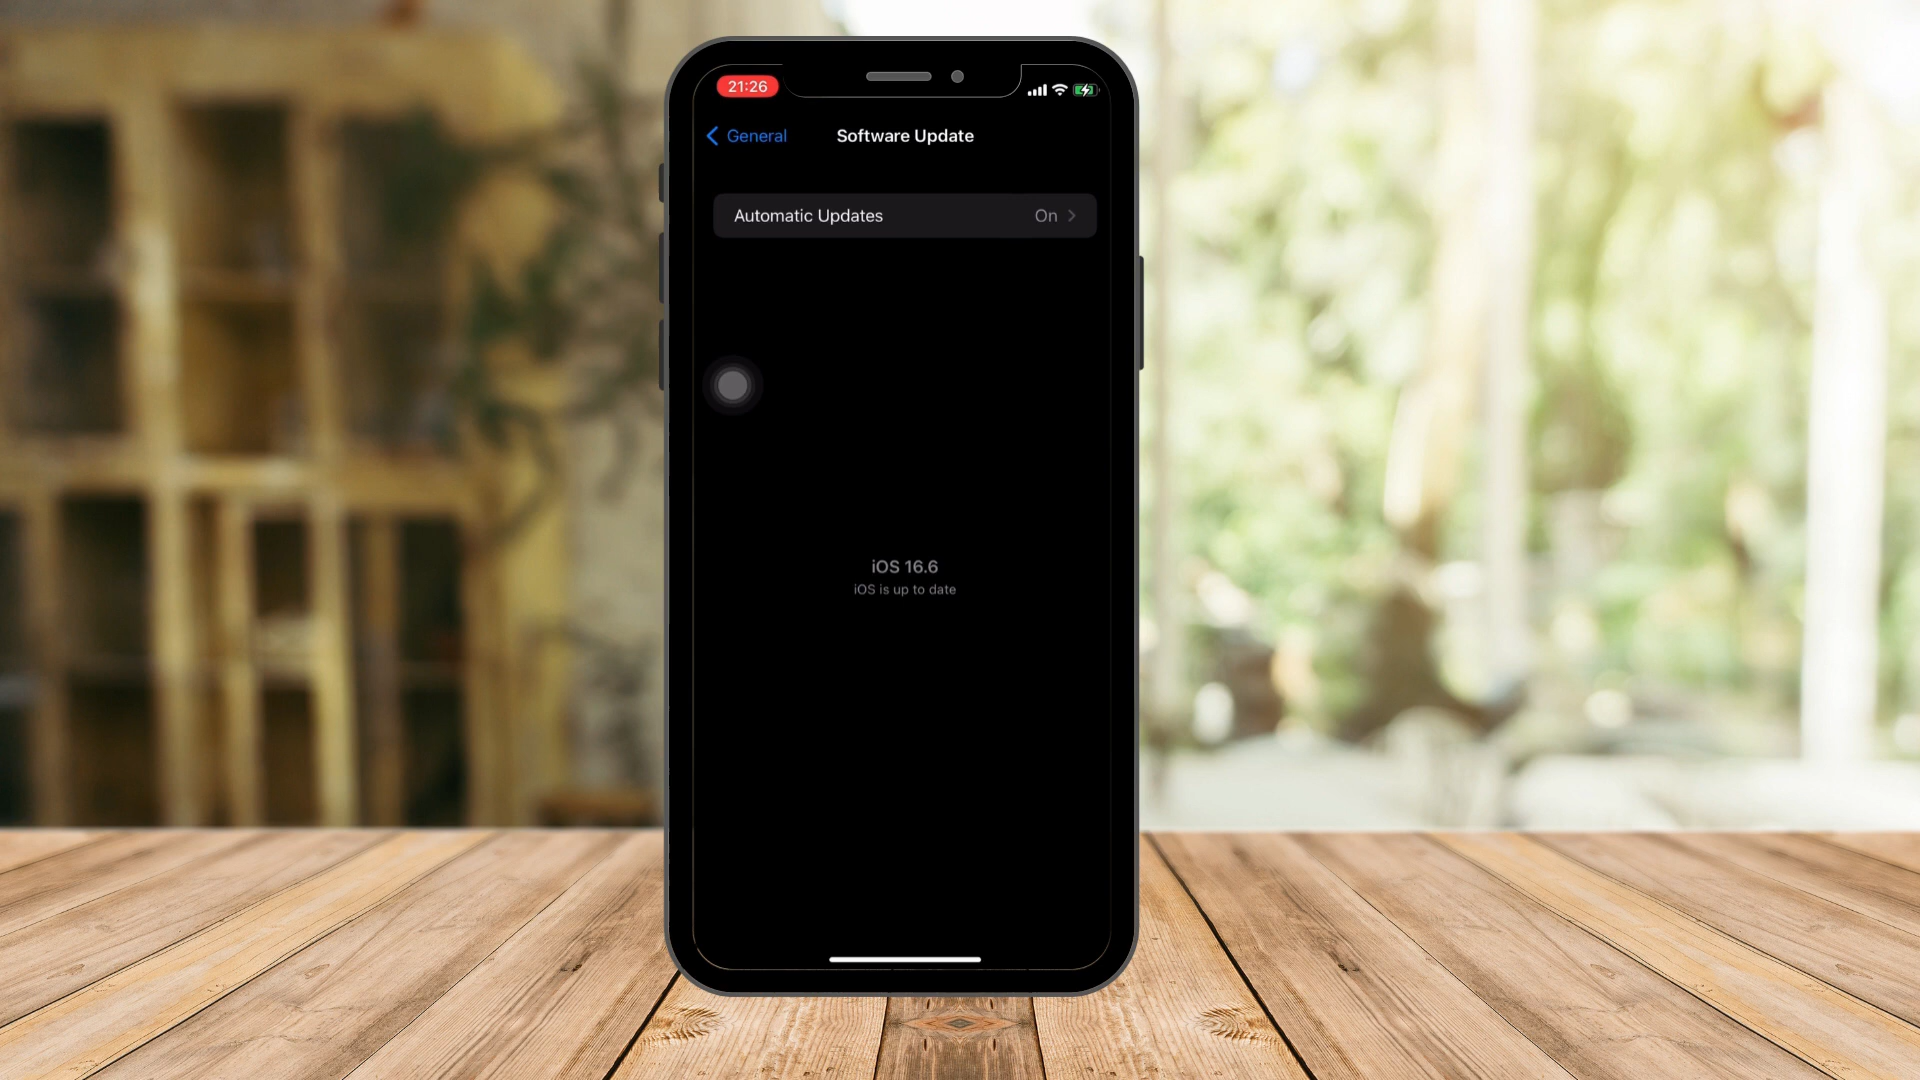 21:26
General
Software Update
Automatic Updates On
iOS 16.6
iOS is up to date